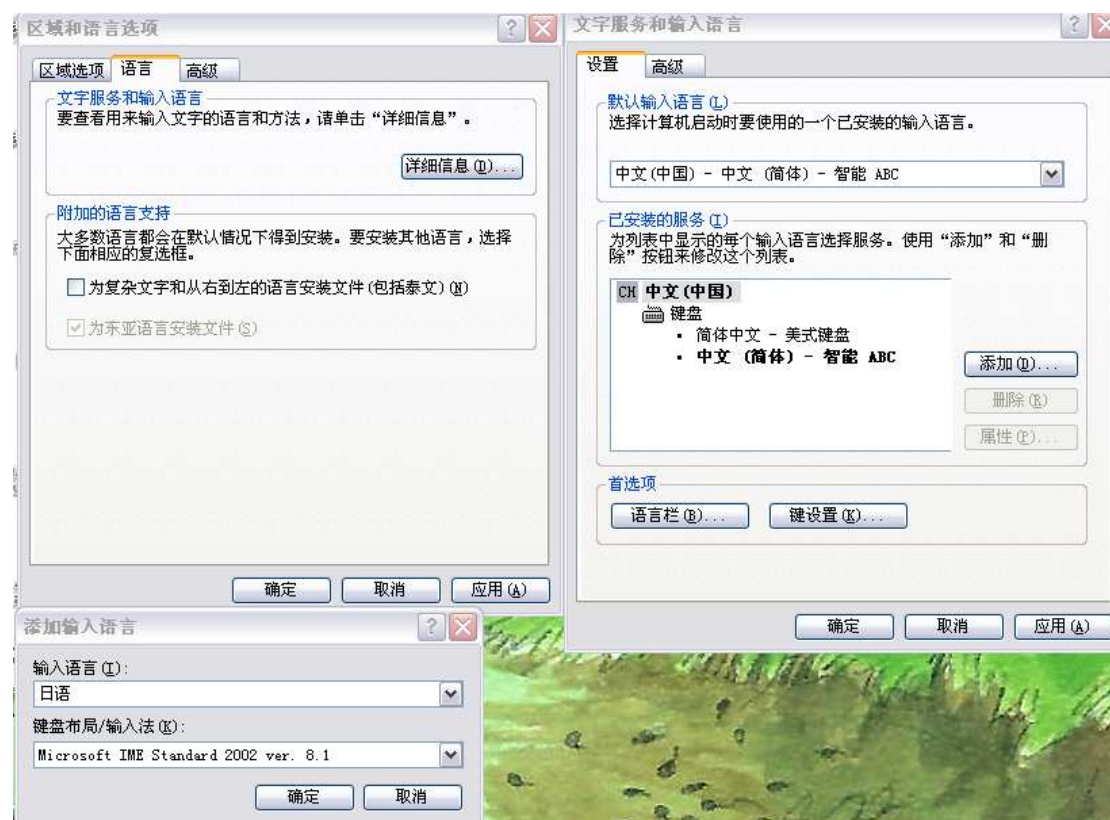 区域和语言选项
区域选项 语言 高级
文字服务和输入语言
要查看用来输入文字的语言和方法，请单击“详细信息”。
详细信息(D)...
附加的语言支持
大多数语言都会在默认情况下得到安装。要安装其他语言，选择
下面相应的复选框。
为复杂文字和从右到左的语言安装文件(包括泰文)(N)
为东亚语言安装文件(S)
确定 取消 应用(A)
文字服务和输入语言
设置 高级
默认输入语言(L)
选择计算机启动时要使用的一个已安装的输入语言。
中文(中国) - 中文 (简体) - 智能 ABC
已安装的服务(I)
为列表中显示的每个输入语言选择服务。使用“添加”和“删
除”按钮来修改这个列表。
CH 中文(中国)
键盘
简体中文 - 美式键盘
中文 (简体) - 智能 ABC
添加(D)...
删除(R)
属性(P)...
首选项
语言栏(B)... 键设置(K)...
确定 取消 应用(A)
添加输入语言
输入语言(I):
日语
键盘布局/输入法(K):
Microsoft IME Standard 2002 ver. 8.1
确定 取消